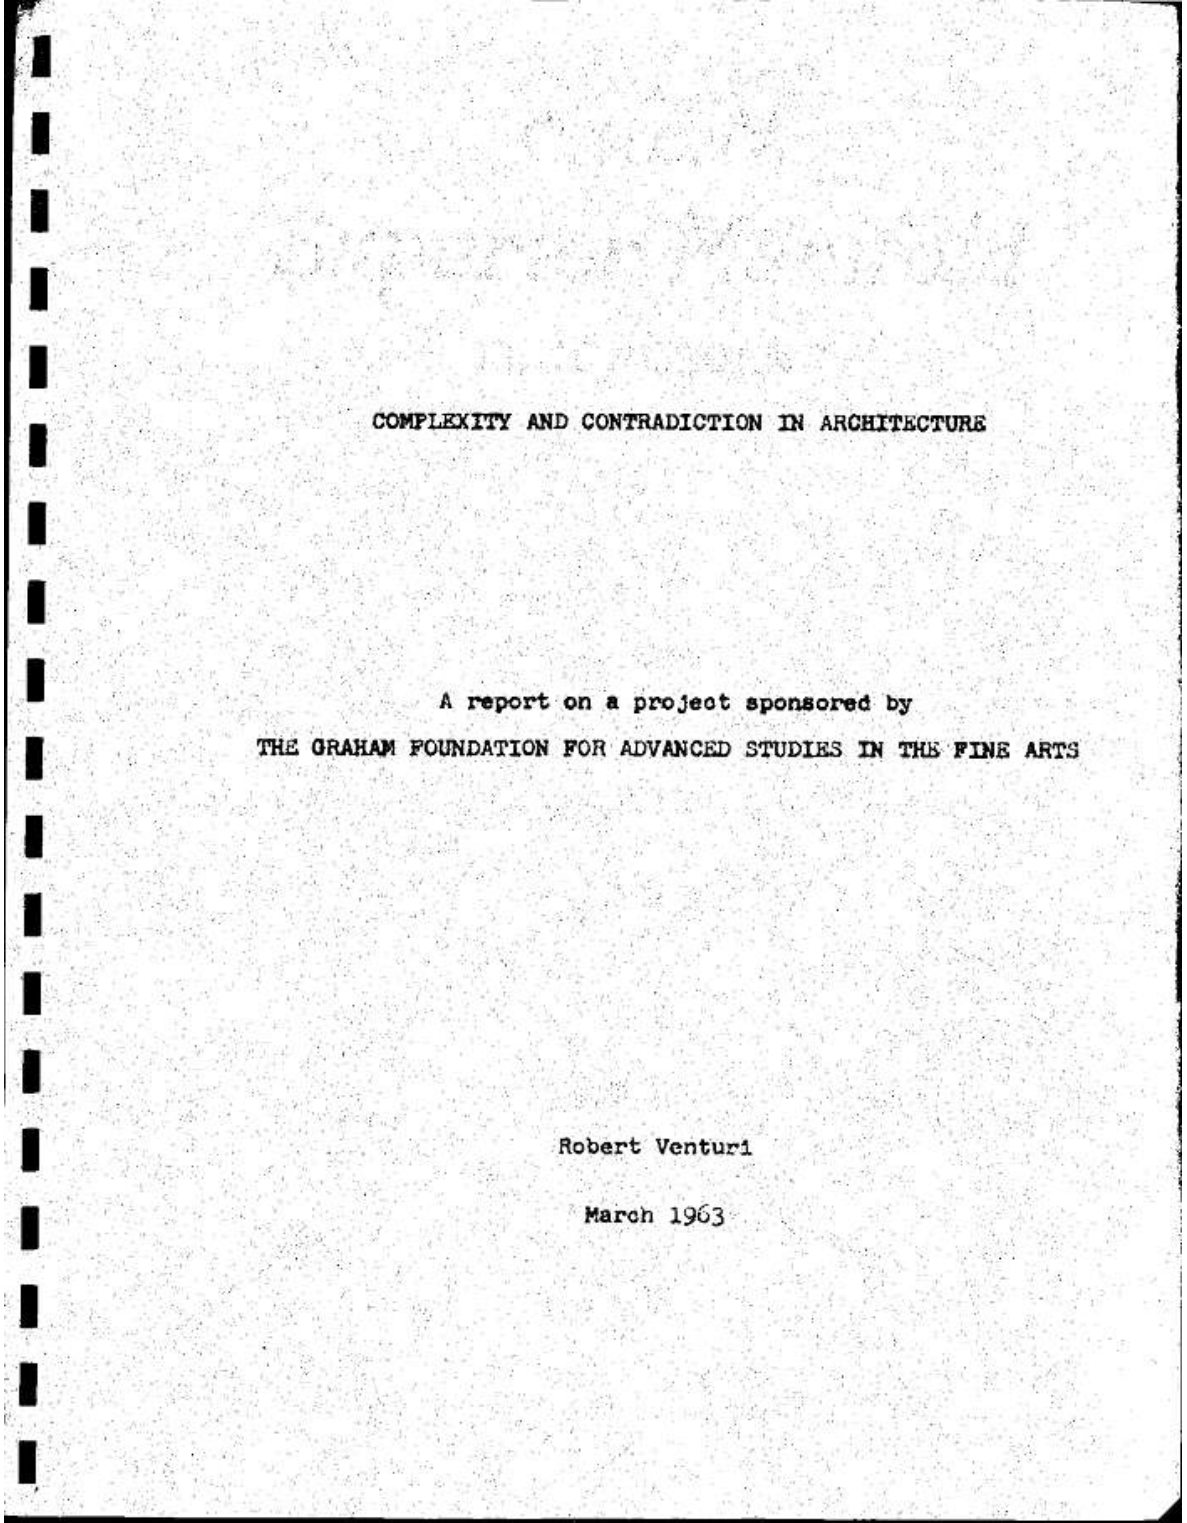 COMPLEXITY AND CONTRADICTION IN ARCHITECTURE
A report on a project sponsored by
THE GRAHAM FOUNDATION FOR ADVANCED STUDIES IN THE FINE ARTS
Robert Venturi
March 1963